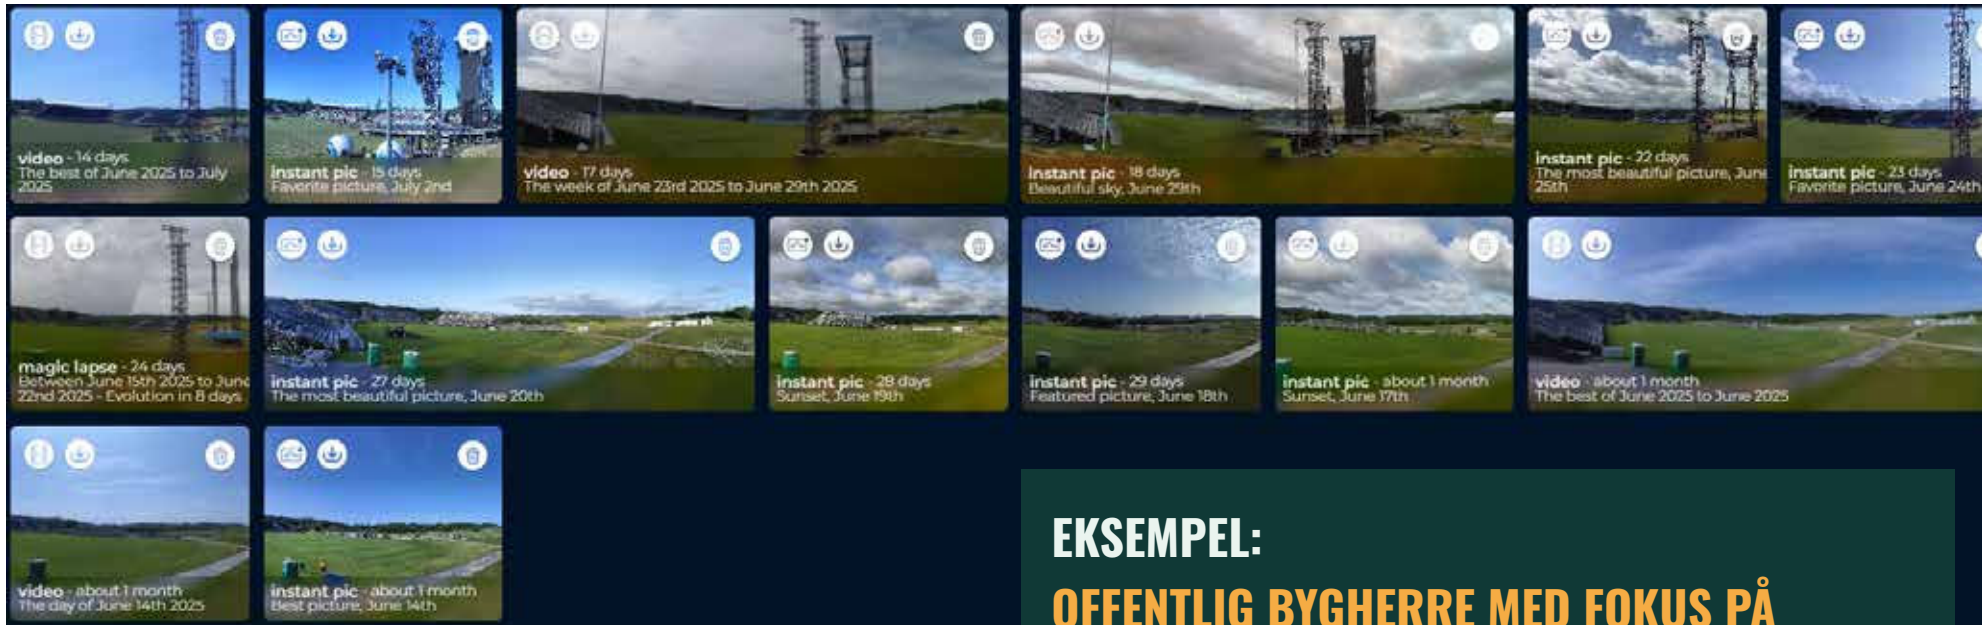 video - 14 days
The best of June 2025 to July
2025
instant pic - 15 days
Favorite picture, July 2nd
video - 17 days
The week of June 23rd 2025 to June 29th 2025
instant pic - 18 days
Beautiful sky, June 29th
instant pic - 22 days
The most beautiful picture, June
25th
instant pic - 23 days
Favorite picture, June 24th
magic lapse - 24 days
Between June 15th 2025 to June
22nd 2025 - Evolution in 8 days
instant pic - 27 days
The most beautiful picture, June 20th
instant pic - 28 days
Sunset, June 19th
instant pic - 29 days
Featured picture, June 18th
instant pic - about 1 month
Sunset, June 17th
video - about 1 month
The best of June 2025 to June 2025
video - about 1 month
The day of June 14th 2025
instant pic - about 1 month
Best picture, June 14th
EKSEMPEL:
OFFENTLIG BYGHERRE MED FOKUS PÅ